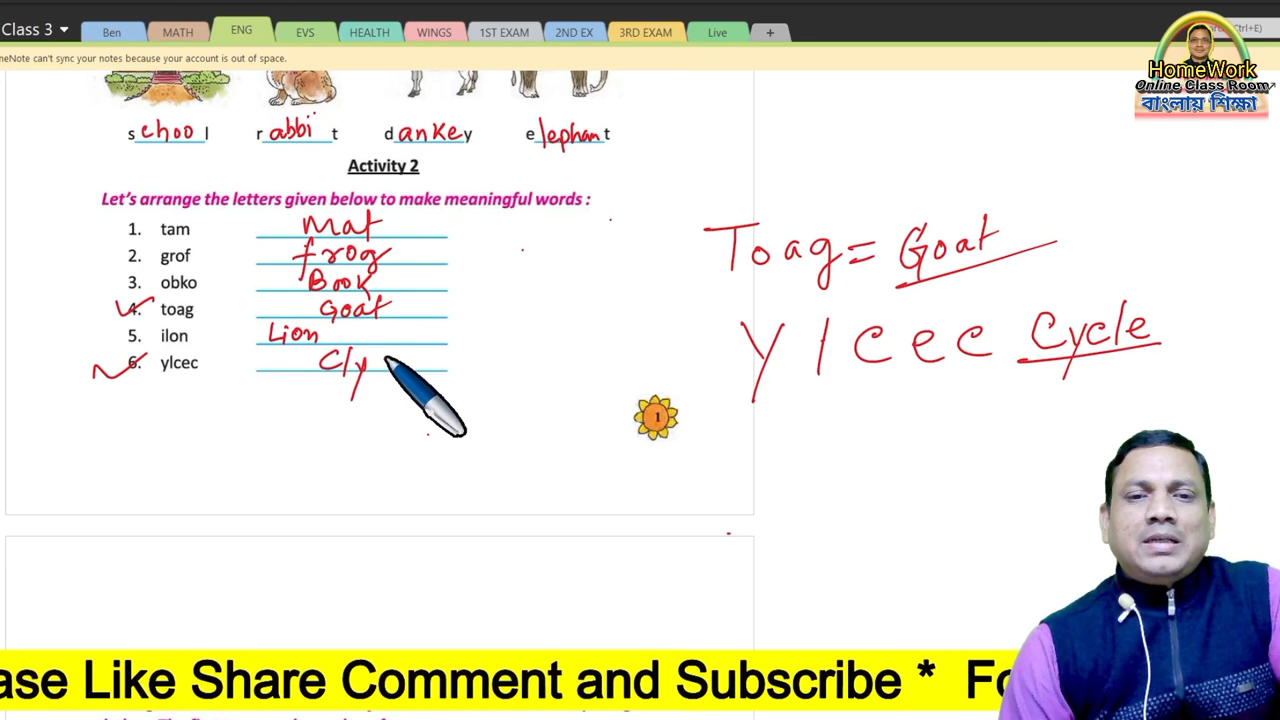 Class 3 Ben MATH ENG EVS HEALTH WINGS 1ST EXAM 2ND EX 3RD EXAM Live +
neNote can't sync your notes because your account is out of space.
HomeWork
Online Class Room
বাংলায় শিক্ষা
school rabbit dankey elephant
Activity 2
Let's arrange the letters given below to make meaningful words :
1. tam Mat
2. grof frog
3. obko Book
4. toag Goat
5. ilon Lion
6. ylcec C/y
Toag = Goat
Y l C e C Cycle
1
ase Like Share Comment and Subscribe * Fo